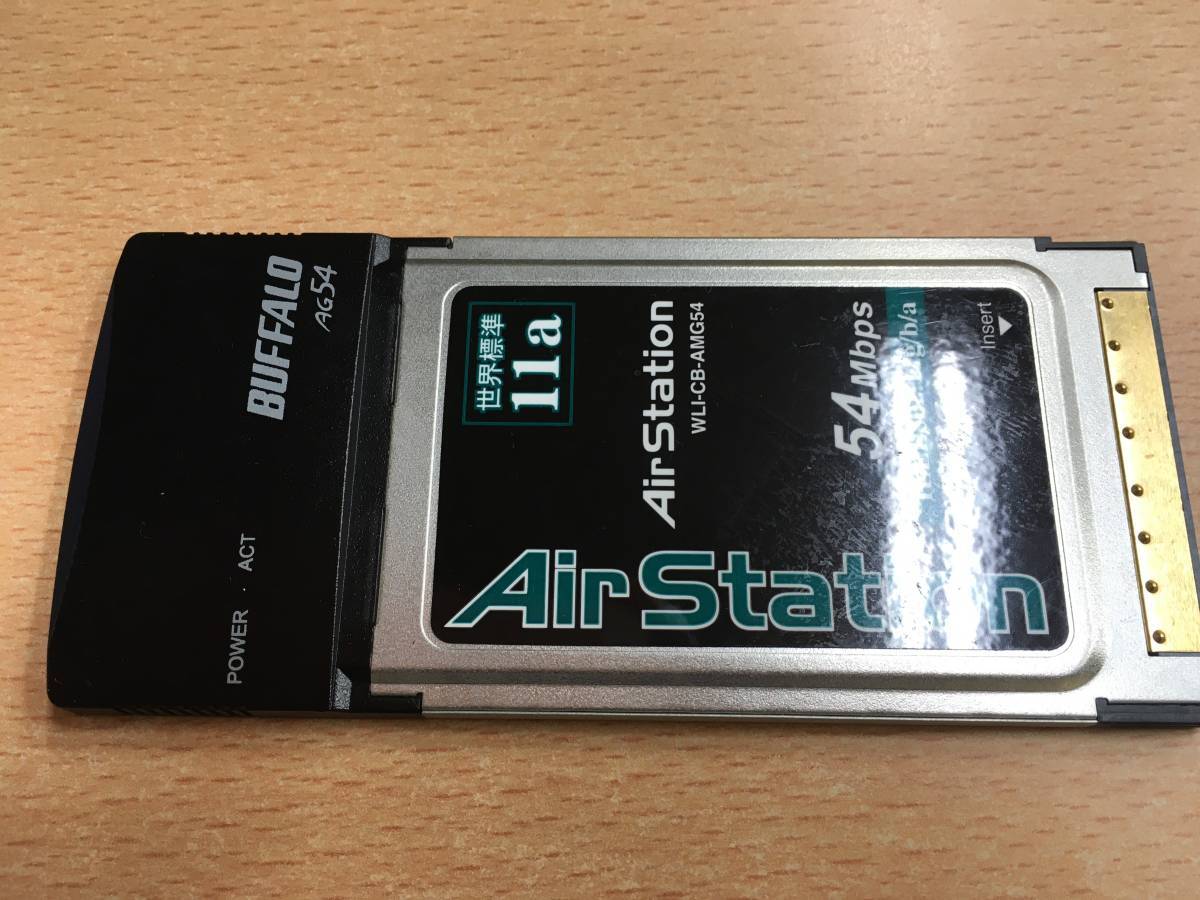 BUFFALO
AG54
POWER ACT
世界標準
11a
AirStation
WLI-CB-AMG54
54Mbps
g/b/a
Insert
AirStation